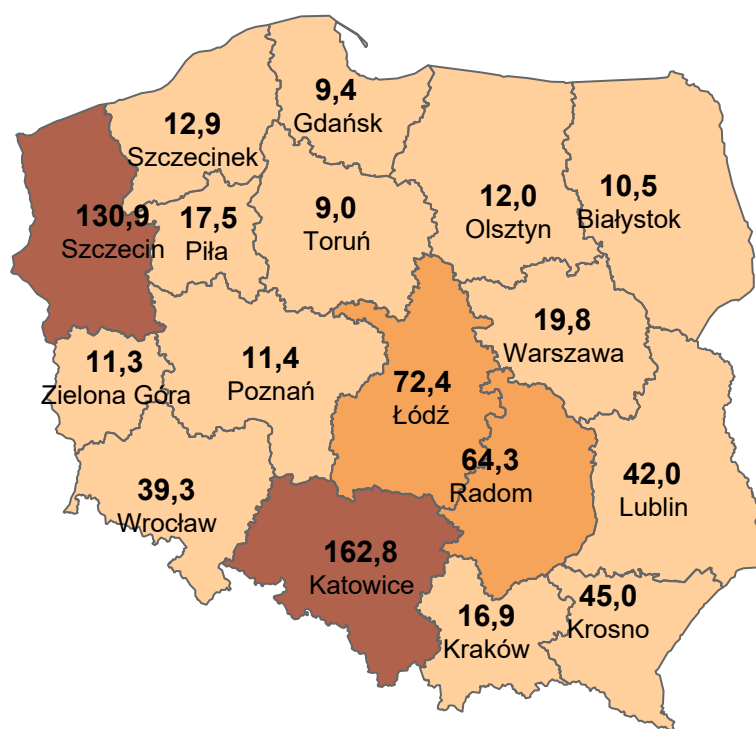 9,4
Gdańsk
12,9
Szczecinek
12,0
Olsztyn
10,5
Białystok
130,9
Szczecin
17,5
Piła
9,0
Toruń
19,8
Warszawa
11,3
Zielona Góra
11,4
Poznań
72,4
Łódź
64,3
Radom
42,0
Lublin
39,3
Wrocław
162,8
Katowice
16,9
Kraków
45,0
Krosno